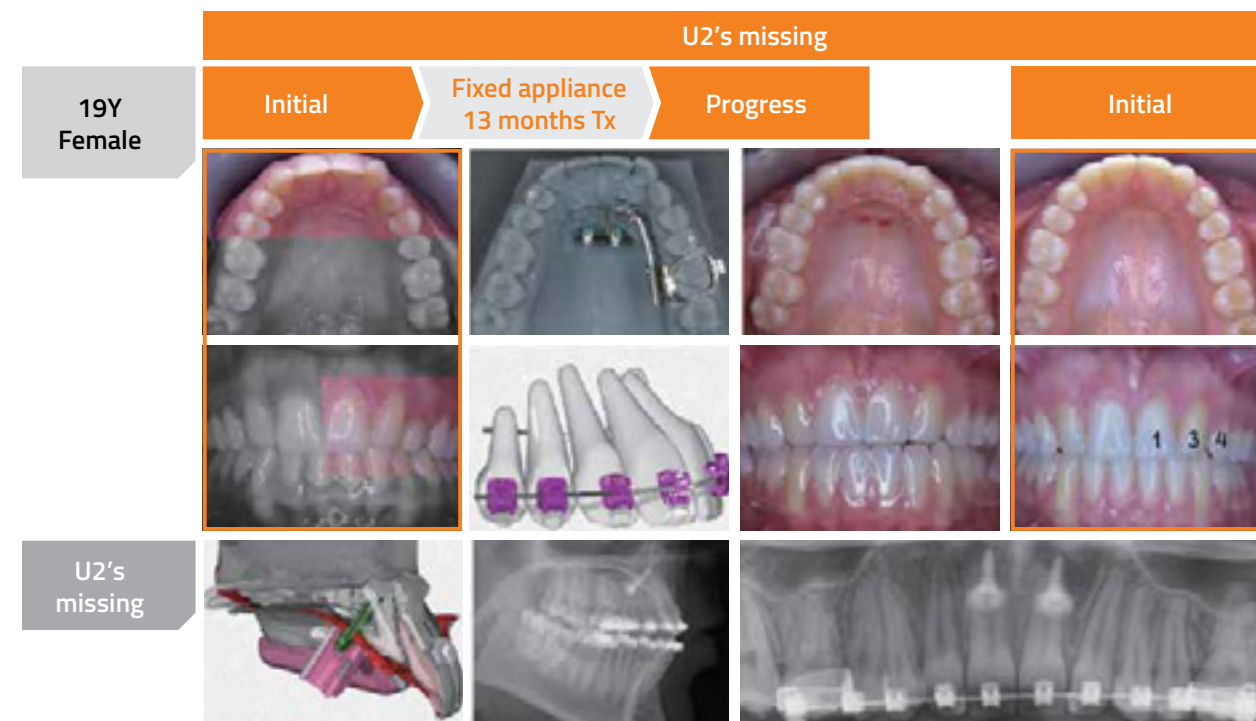 U2's missing
19Y
Female
Initial
Fixed appliance
13 months Tx
Progress
Initial
1 3 4
U2's
missing